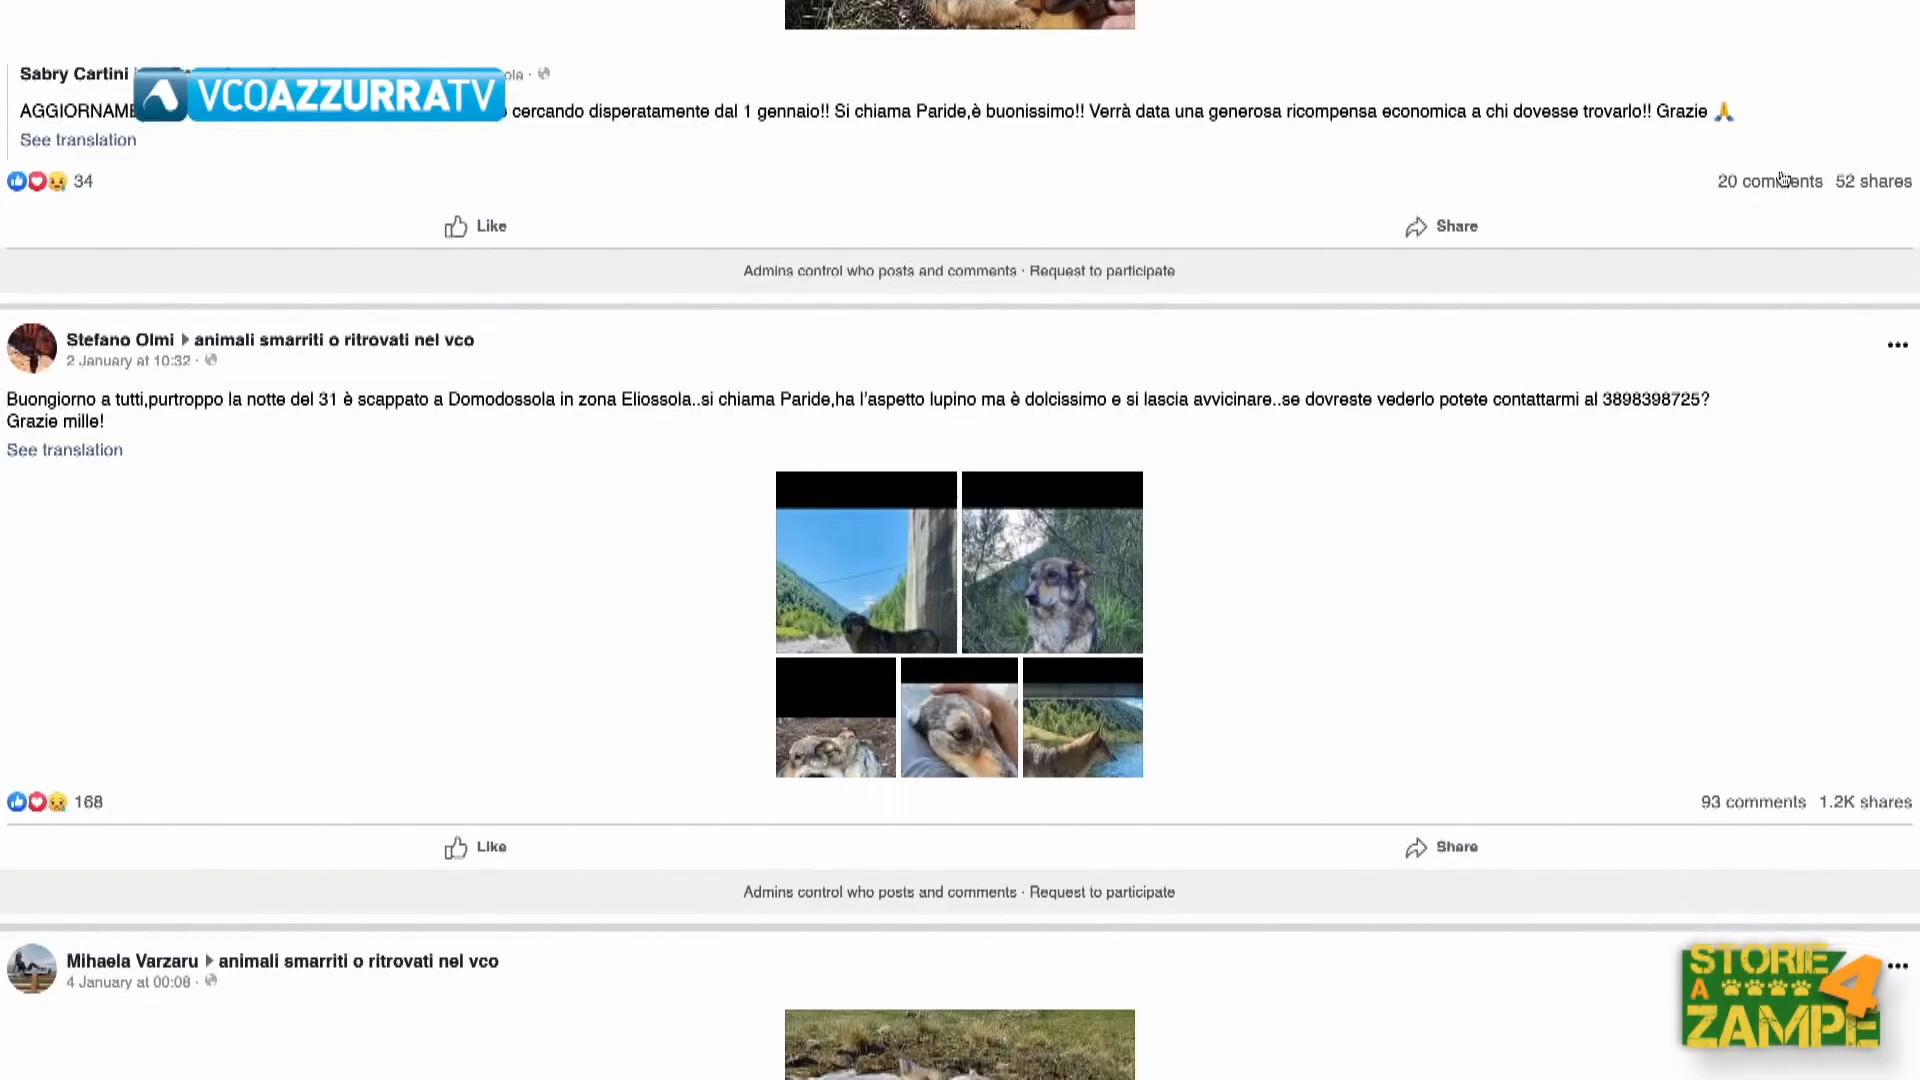 Sabry Cartini
VCOAZZURRATV
AGGIORNAME cercando disperatamente dal 1 gennaio!! Si chiama Paride,è buonissimo!! Verrà data una generosa ricompensa economica a chi dovesse trovarlo!! Grazie 🙏
See translation
34
20 comments 52 shares
Like
Share
Admins control who posts and comments · Request to participate
Stefano Olmi ▸ animali smarriti o ritrovati nel vco
2 January at 10:32 ·
Buongiorno a tutti,purtroppo la notte del 31 è scappato a Domodossola in zona Eliossola..si chiama Paride,ha l'aspetto lupino ma è dolcissimo e si lascia avvicinare..se dovreste vederlo potete contattarmi al 3898398725?
Grazie mille!
See translation
168
93 comments 1.2K shares
Like
Share
Admins control who posts and comments · Request to participate
Mihaela Varzaru ▸ animali smarriti o ritrovati nel vco
4 January at 00:08 ·
STORIE
A 4
ZAMPE